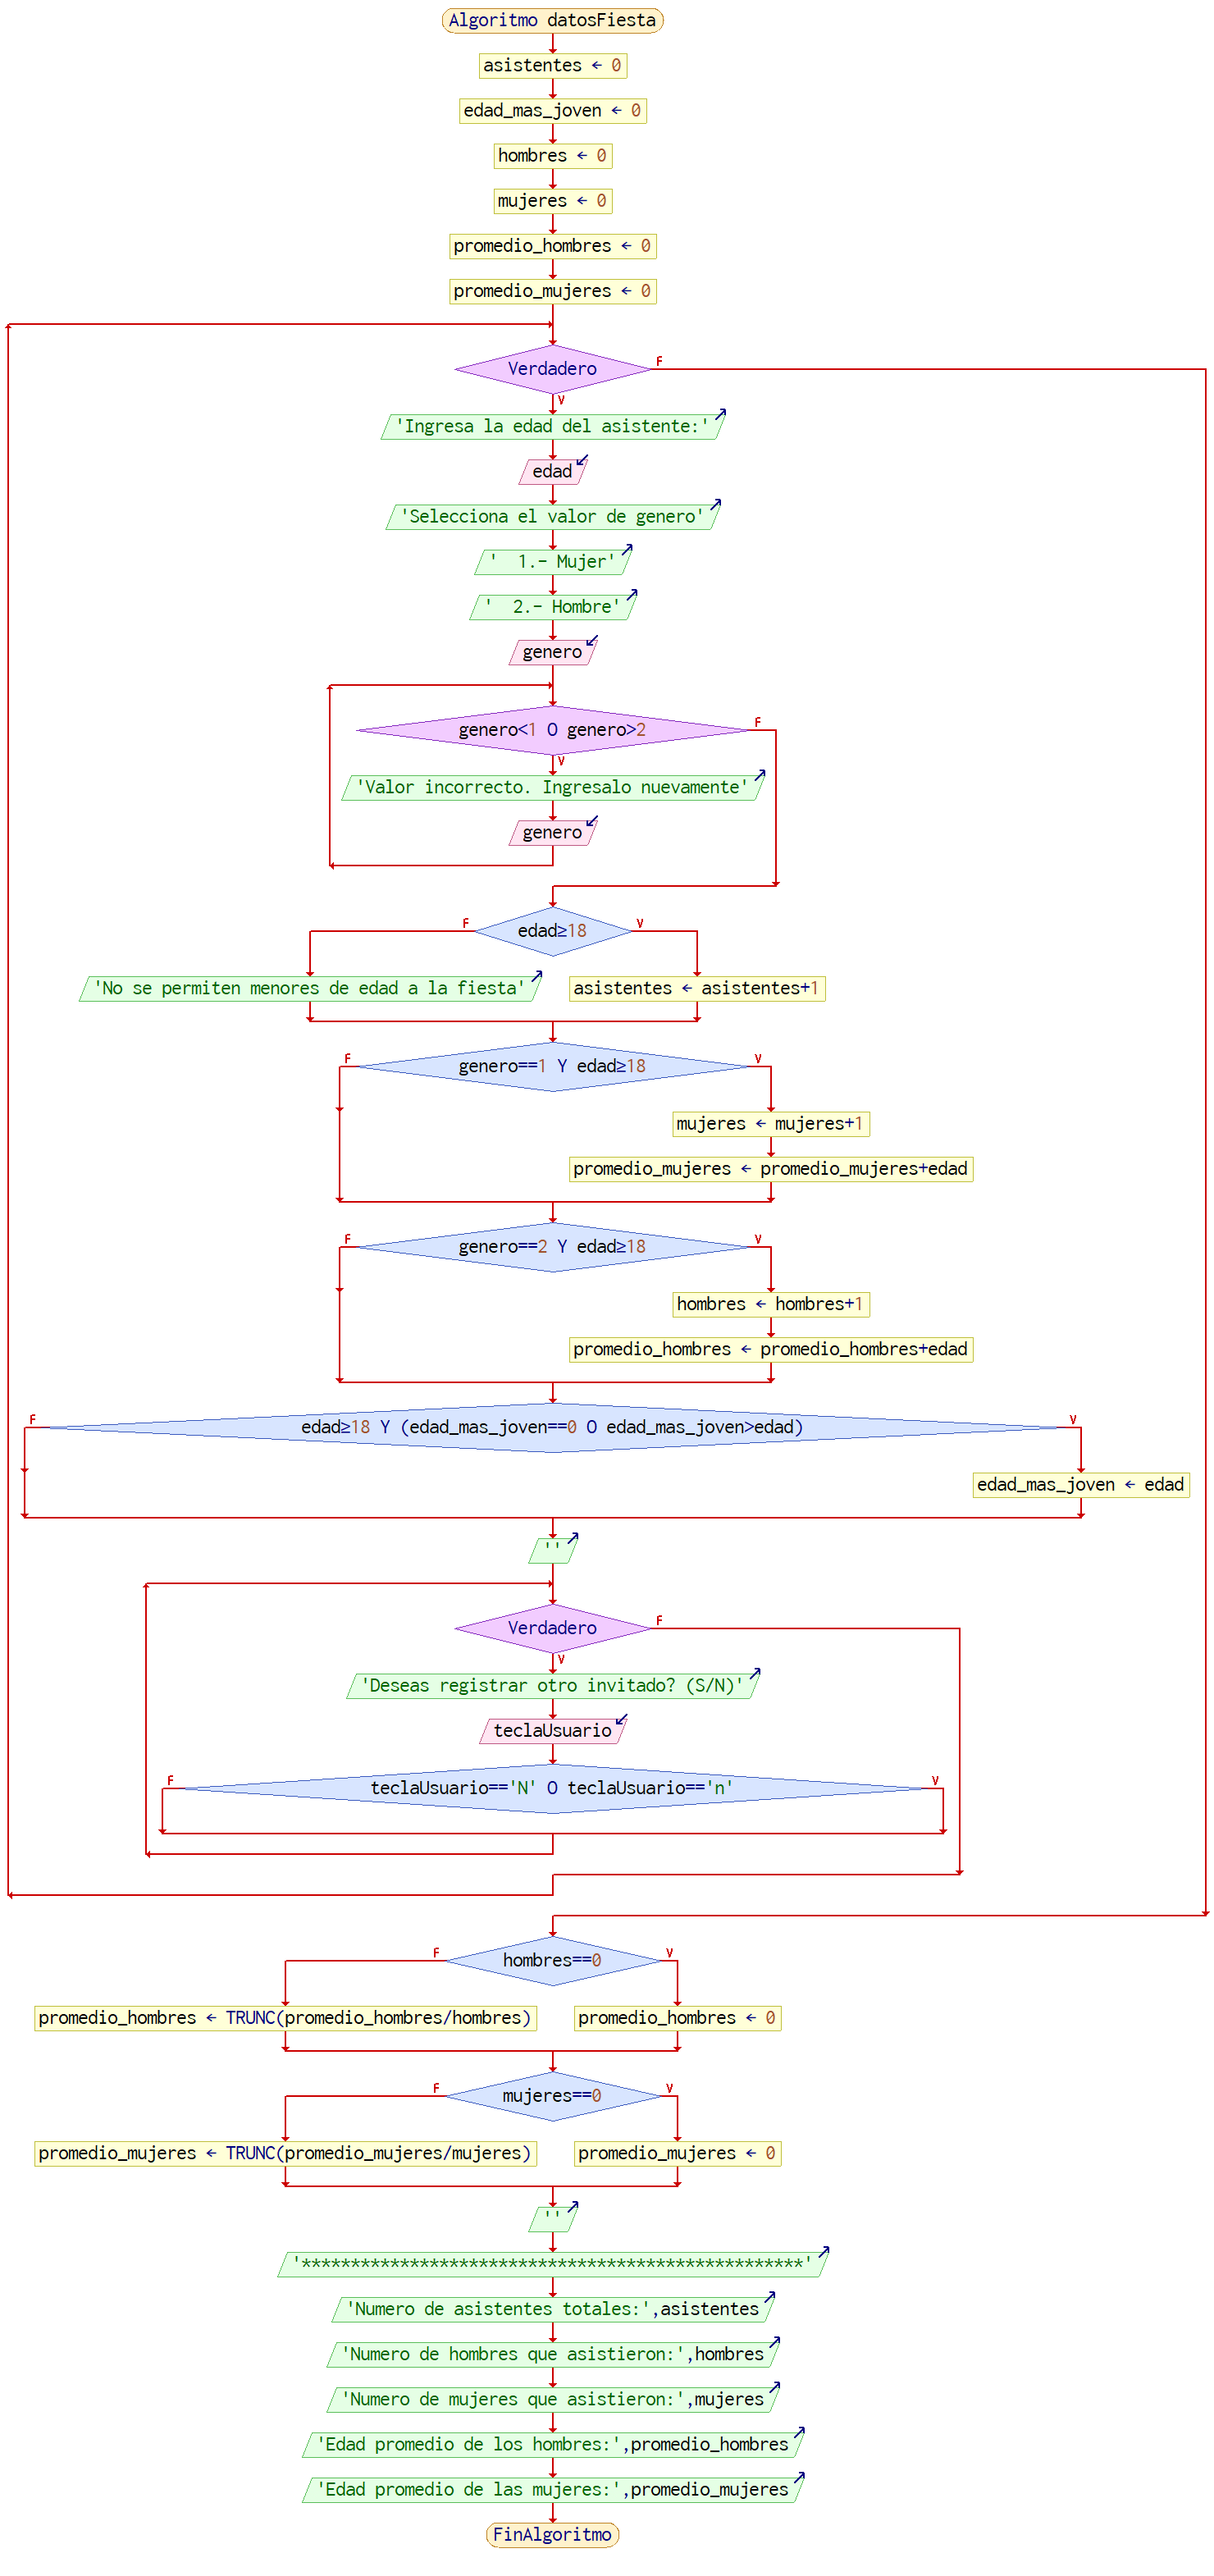 Algoritmo datosFiesta
asistentes ← 0
edad_mas_joven ← 0
hombres ← 0
mujeres ← 0
promedio_hombres ← 0
promedio_mujeres ← 0
Verdadero
F
V
'Ingresa la edad del asistente:'
edad
'Selecciona el valor de genero'
'  1.- Mujer'
'  2.- Hombre'
genero
genero<1 O genero>2
F
V
'Valor incorrecto. Ingresalo nuevamente'
genero
F
edad≥18
V
'No se permiten menores de edad a la fiesta'
asistentes ← asistentes+1
F
genero==1 Y edad≥18
V
mujeres ← mujeres+1
promedio_mujeres ← promedio_mujeres+edad
F
genero==2 Y edad≥18
V
hombres ← hombres+1
promedio_hombres ← promedio_hombres+edad
F
edad≥18 Y (edad_mas_joven==0 O edad_mas_joven>edad)
V
edad_mas_joven ← edad
''
Verdadero
F
V
'Deseas registrar otro invitado? (S/N)'
teclaUsuario
F
teclaUsuario=='N' O teclaUsuario=='n'
V
F
hombres==0
V
promedio_hombres ← TRUNC(promedio_hombres/hombres)
promedio_hombres ← 0
F
mujeres==0
V
promedio_mujeres ← TRUNC(promedio_mujeres/mujeres)
promedio_mujeres ← 0
''
'***************************************************'
'Numero de asistentes totales:',asistentes
'Numero de hombres que asistieron:',hombres
'Numero de mujeres que asistieron:',mujeres
'Edad promedio de los hombres:',promedio_hombres
'Edad promedio de las mujeres:',promedio_mujeres
FinAlgoritmo